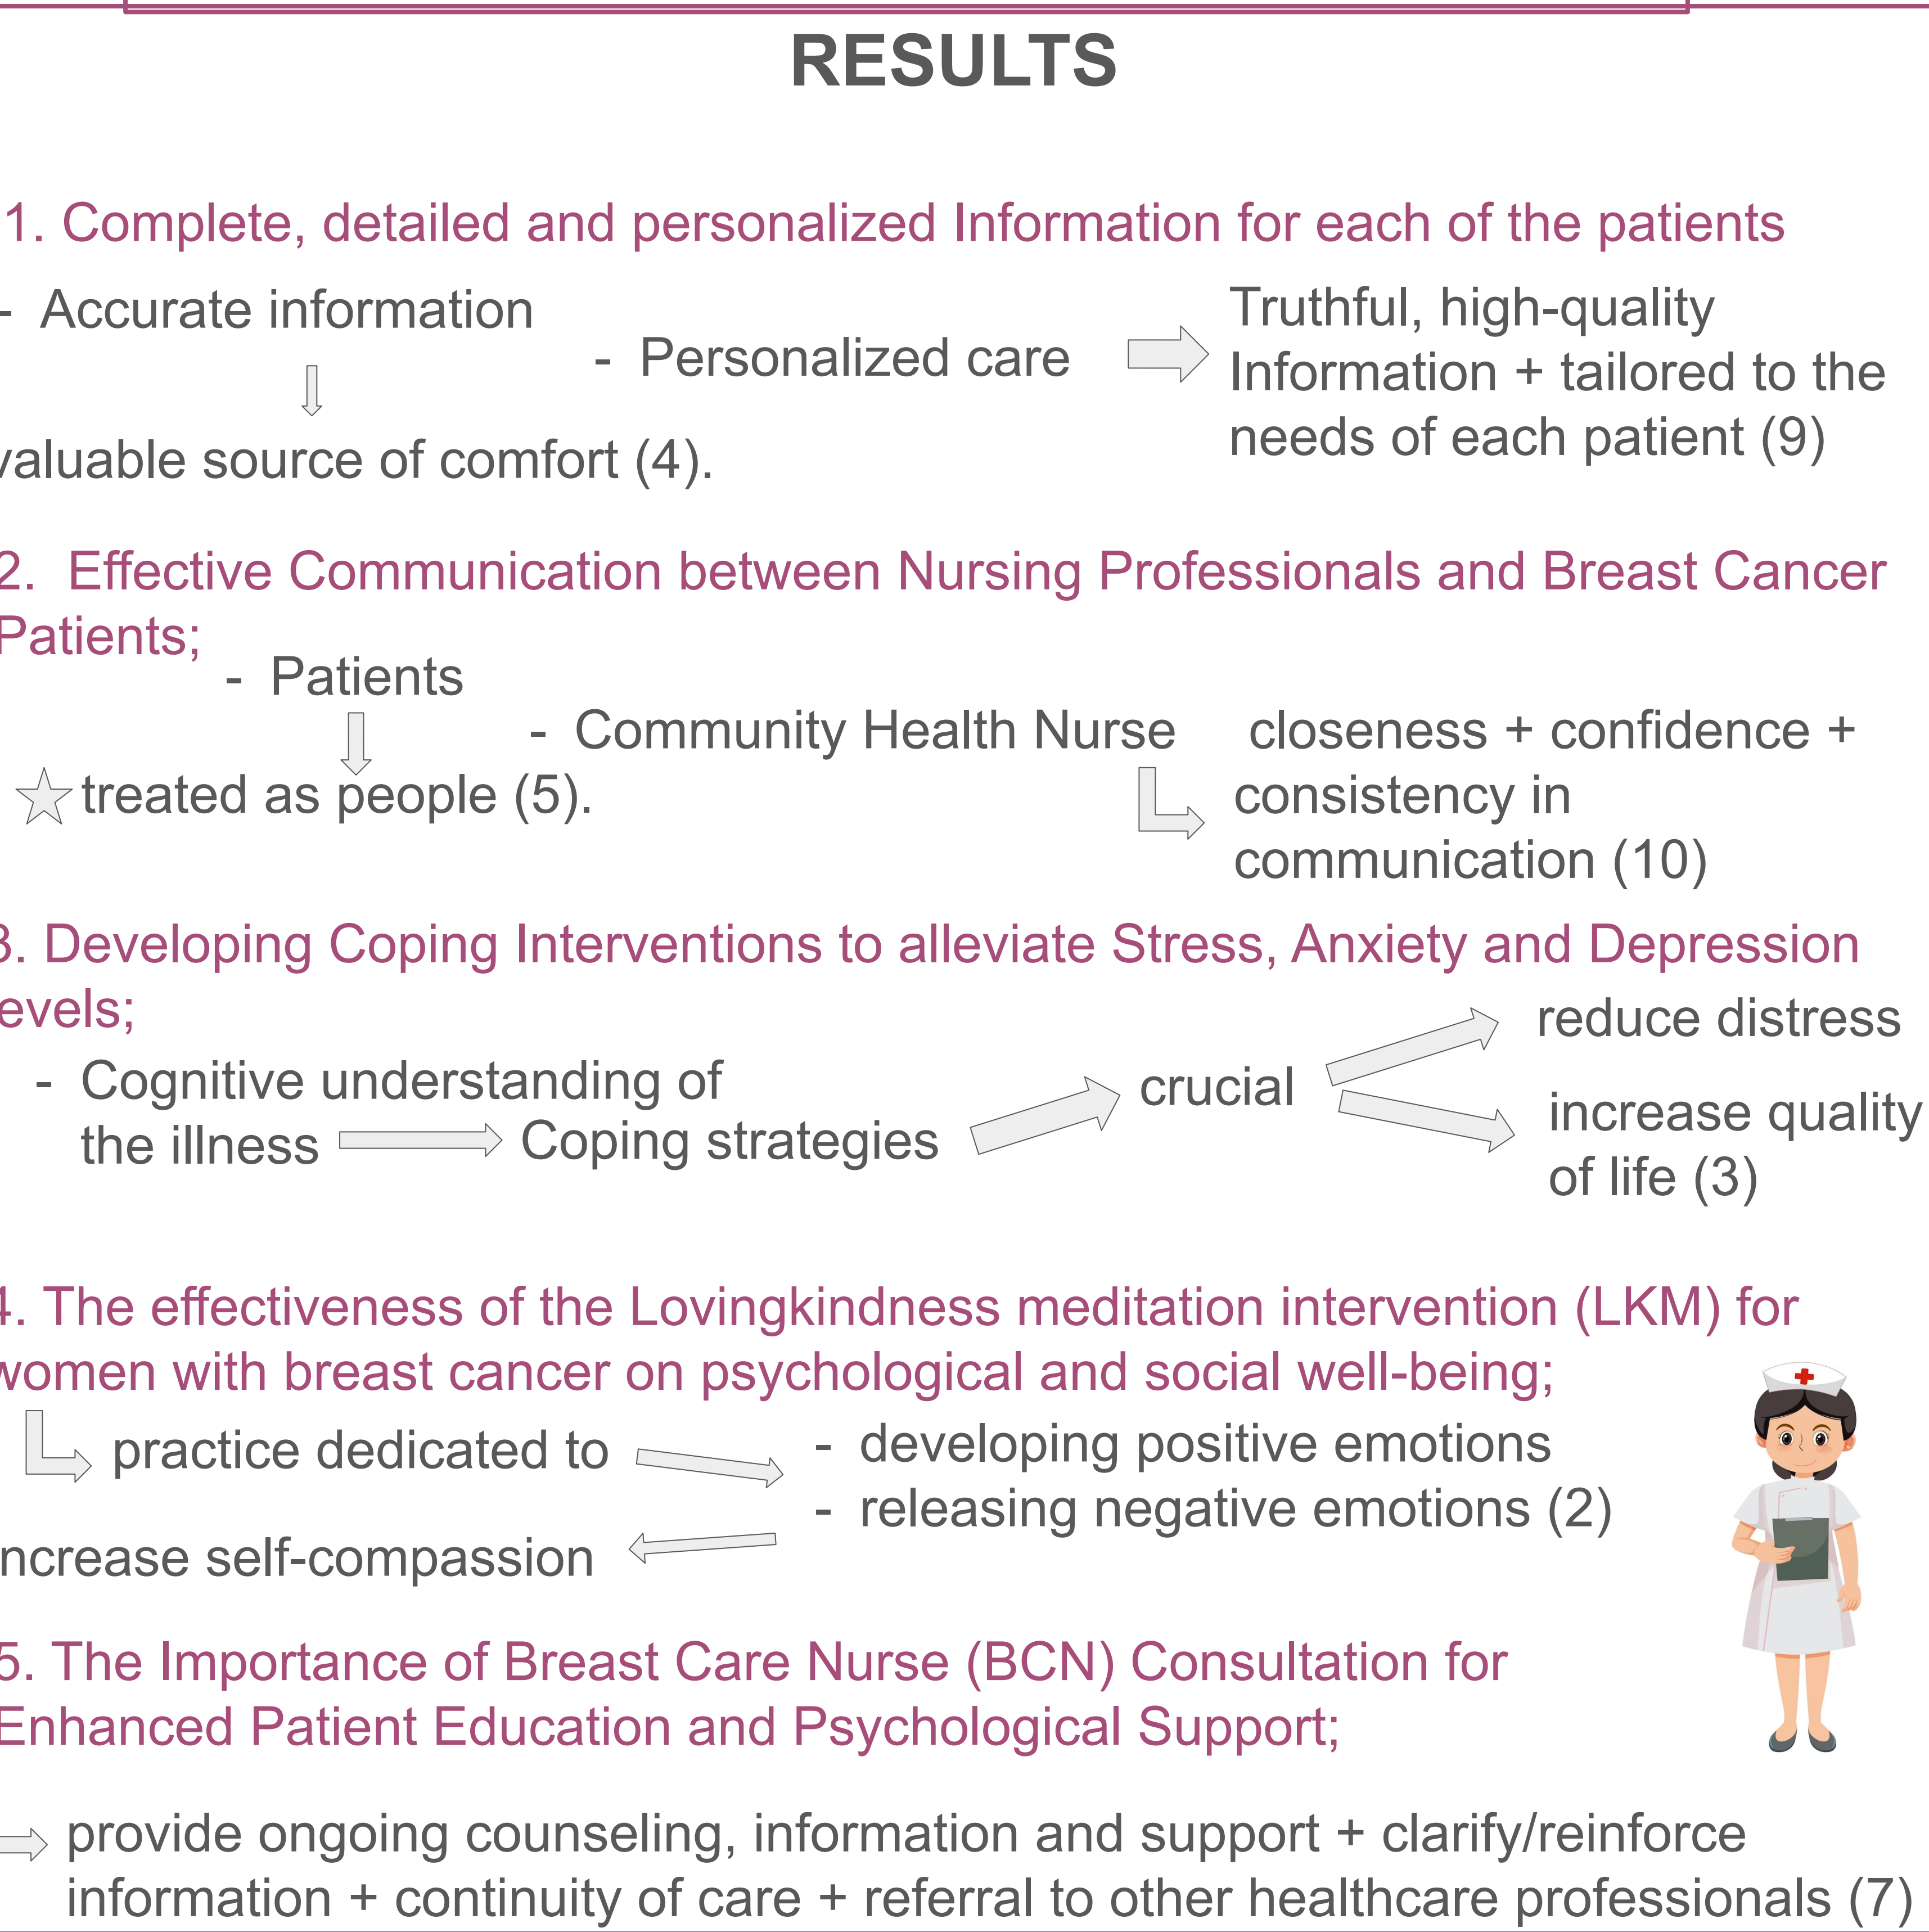 RESULTS
1. Complete, detailed and personalized Information for each of the patients
- Accurate information
valuable source of comfort (4).
- Personalized care
Truthful, high-quality
Information + tailored to the
needs of each patient (9)
2. Effective Communication between Nursing Professionals and Breast Cancer
Patients;
- Patients
treated as people (5).
- Community Health Nurse
closeness + confidence +
consistency in
communication (10)
3. Developing Coping Interventions to alleviate Stress, Anxiety and Depression
levels;
- Cognitive understanding of
the illness
Coping strategies
crucial
reduce distress
increase quality
of life (3)
4. The effectiveness of the Lovingkindness meditation intervention (LKM) for
women with breast cancer on psychological and social well-being;
practice dedicated to
- developing positive emotions
- releasing negative emotions (2)
increase self-compassion
5. The Importance of Breast Care Nurse (BCN) Consultation for
Enhanced Patient Education and Psychological Support;
provide ongoing counseling, information and support + clarify/reinforce
information + continuity of care + referral to other healthcare professionals (7)